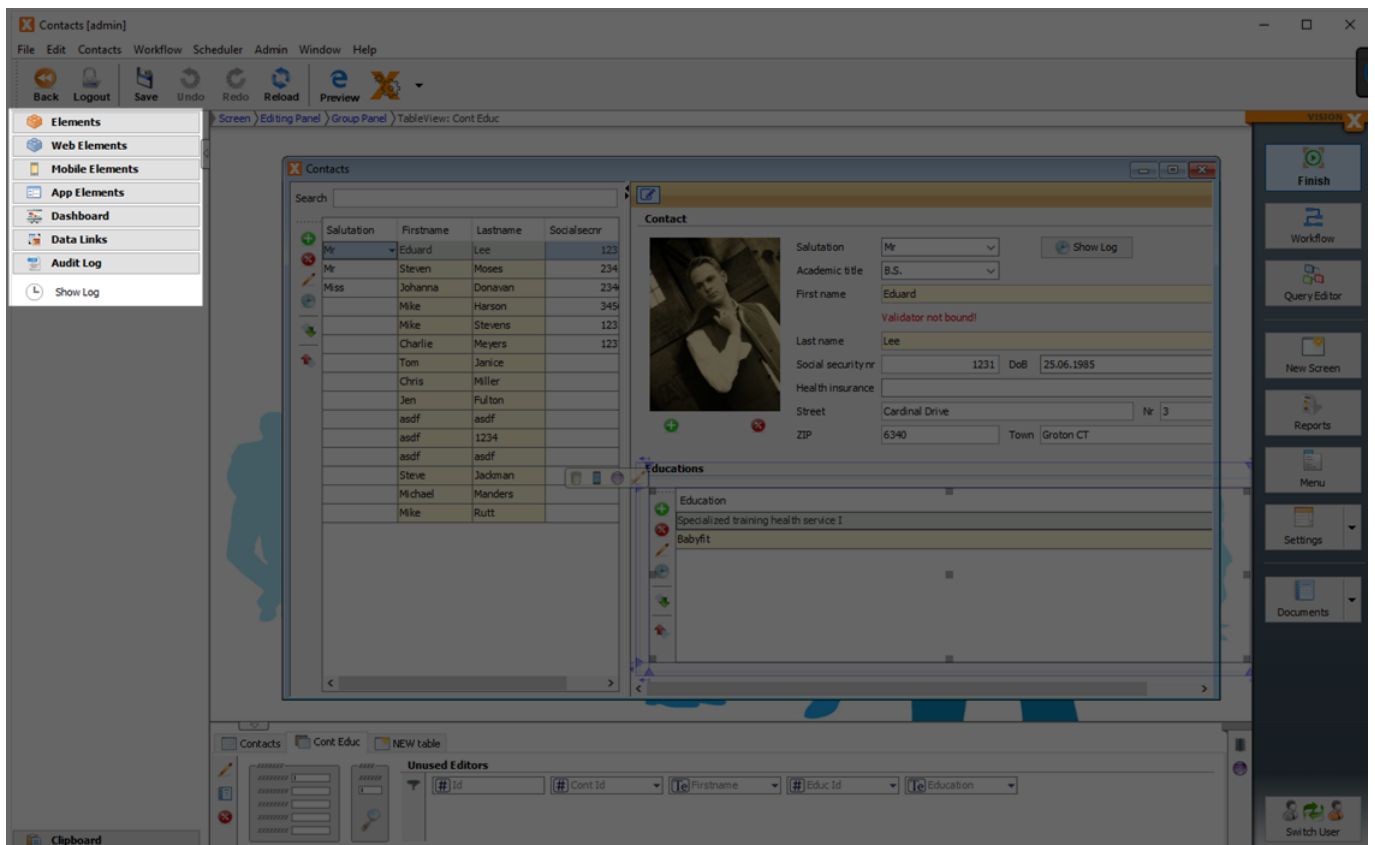 Contacts [admin]
File Edit Contacts Workflow Scheduler Admin Window Help
Back Logout Save Undo Redo Reload Preview
Elements
Web Elements
Mobile Elements
App Elements
Dashboard
Data Links
Audit Log
Show Log
Clipboard
Screen Editing Panel Group Panel TableView: Cont Educ
Contacts
Search
Salutation Firstname Lastname Socialsecnr
Mr Eduard Lee 123
Mr Steven Moses 234
Miss Johanna Donavan 234
Mike Harson 345
Mike Stevens 123
Charlie Meyers 123
Tom Janice
Chris Miller
Jen Fulton
asdf asdf
asdf 1234
asdf asdf
Steve Jackman
Michael Manders
Mike Rutt
Contact
Salutation Mr Show Log
Academic title B.S.
First name Eduard
Validator not bound!
Last name Lee
Social security nr 1231 DoB 25.06.1985
Health insurance
Street Cardinal Drive Nr 3
ZIP 6340 Town Groton CT
Educations
Education
Specialized training health service I
Babyfit
Contacts Cont Educ NEW table
Unused Editors
# Id # Cont Id Te Firstname # Educ Id Te Education
VISION X
Finish
Workflow
Query Editor
New Screen
Reports
Menu
Settings
Documents
Switch User